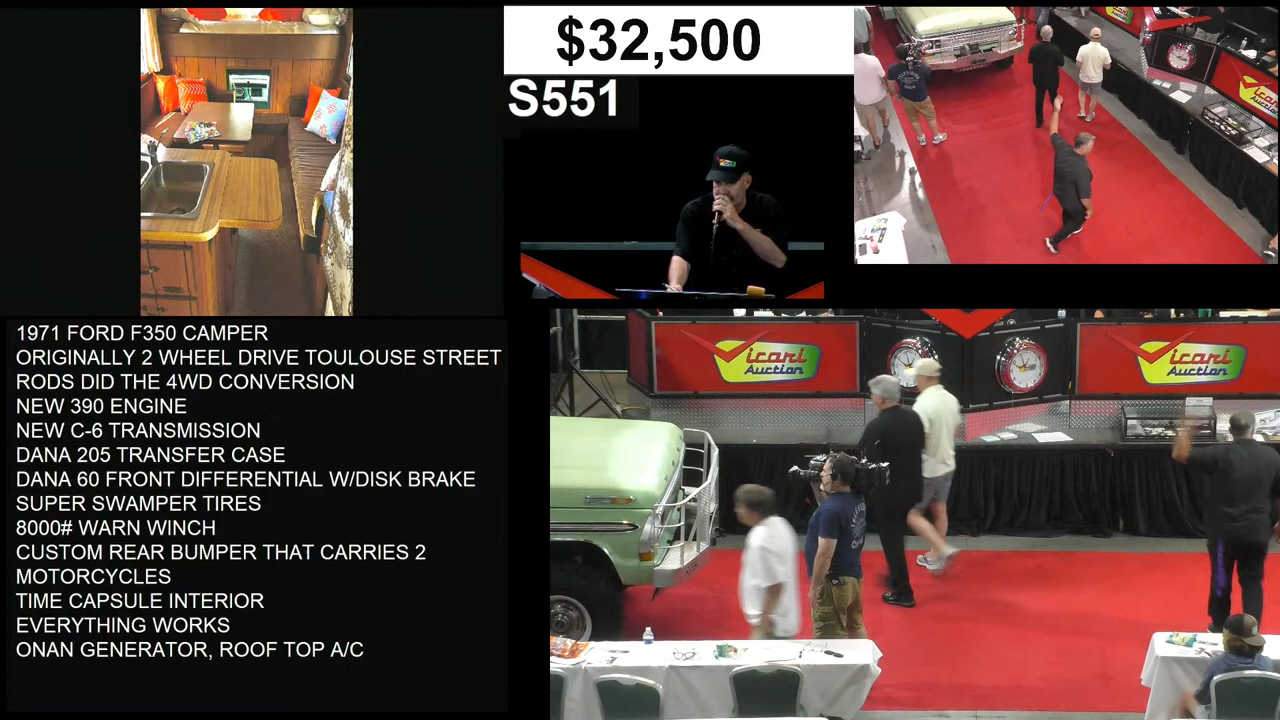 $32,500
S551
1971 FORD F350 CAMPER
ORIGINALLY 2 WHEEL DRIVE TOULOUSE STREET
RODS DID THE 4WD CONVERSION
NEW 390 ENGINE
NEW C-6 TRANSMISSION
DANA 205 TRANSFER CASE
DANA 60 FRONT DIFFERENTIAL W/DISK BRAKE
SUPER SWAMPER TIRES
8000# WARN WINCH
CUSTOM REAR BUMPER THAT CARRIES 2
MOTORCYCLES
TIME CAPSULE INTERIOR
EVERYTHING WORKS
ONAN GENERATOR, ROOF TOP A/C
Vicari
Auction
Vicari
Auction
Vicari
Auction